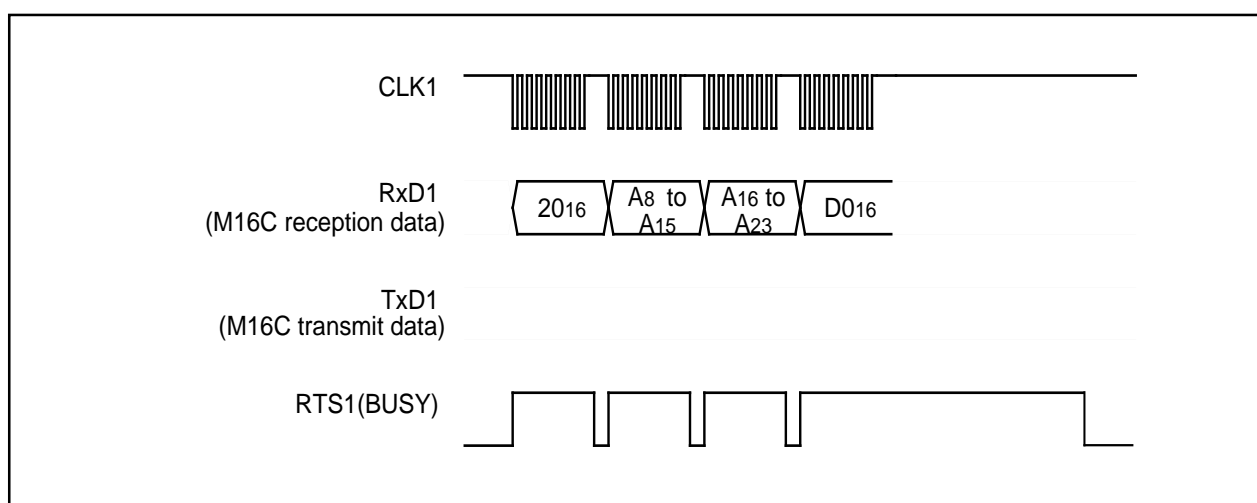 CLK1
RxD1
(M16C reception data)
2016
A8 to
A15
A16 to
A23
D016
TxD1
(M16C transmit data)
RTS1(BUSY)